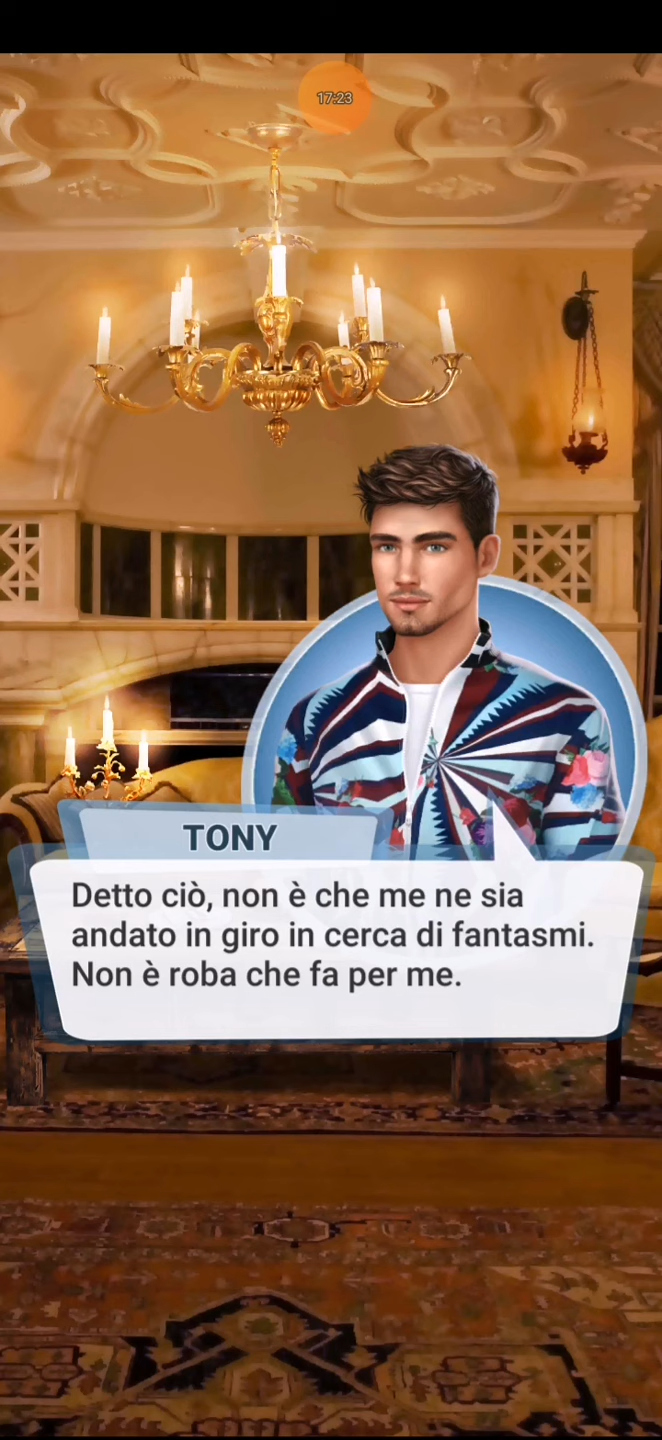 17:23
TONY
Detto ciò, non è che me ne sia
andato in giro in cerca di fantasmi.
Non è roba che fa per me.